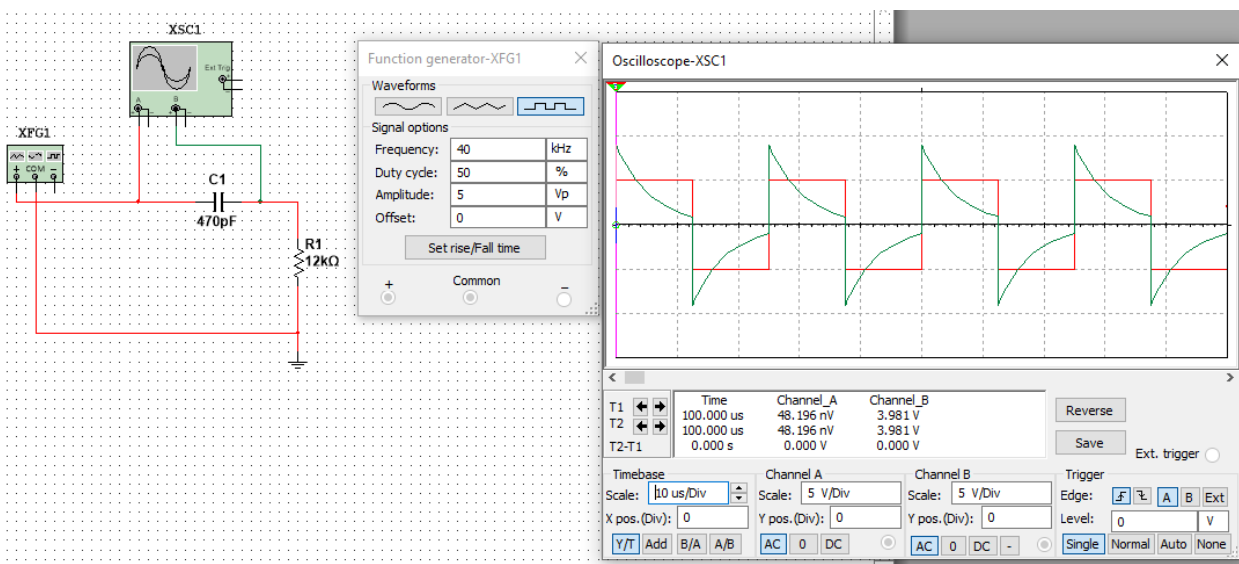 XSC1
Ext Trig
A B
XFG1
COM
C1
470pF
R1
12kΩ
Function generator-XFG1
Waveforms
Signal options
Frequency: 40 kHz
Duty cycle: 50 %
Amplitude: 5 Vp
Offset: 0 V
Set rise/Fall time
+ Common -
Oscilloscope-XSC1
Time Channel_A Channel_B
T1 100.000 us 48.196 nV 3.981 V
T2 100.000 us 48.196 nV 3.981 V
T2-T1 0.000 s 0.000 V 0.000 V
Reverse
Save
Ext. trigger
Timebase
Scale: 10 us/Div
X pos.(Div): 0
Y/T Add B/A A/B
Channel A
Scale: 5 V/Div
Y pos.(Div): 0
AC 0 DC
Channel B
Scale: 5 V/Div
Y pos.(Div): 0
AC 0 DC -
Trigger
Edge: A B Ext
Level: 0 V
Single Normal Auto None